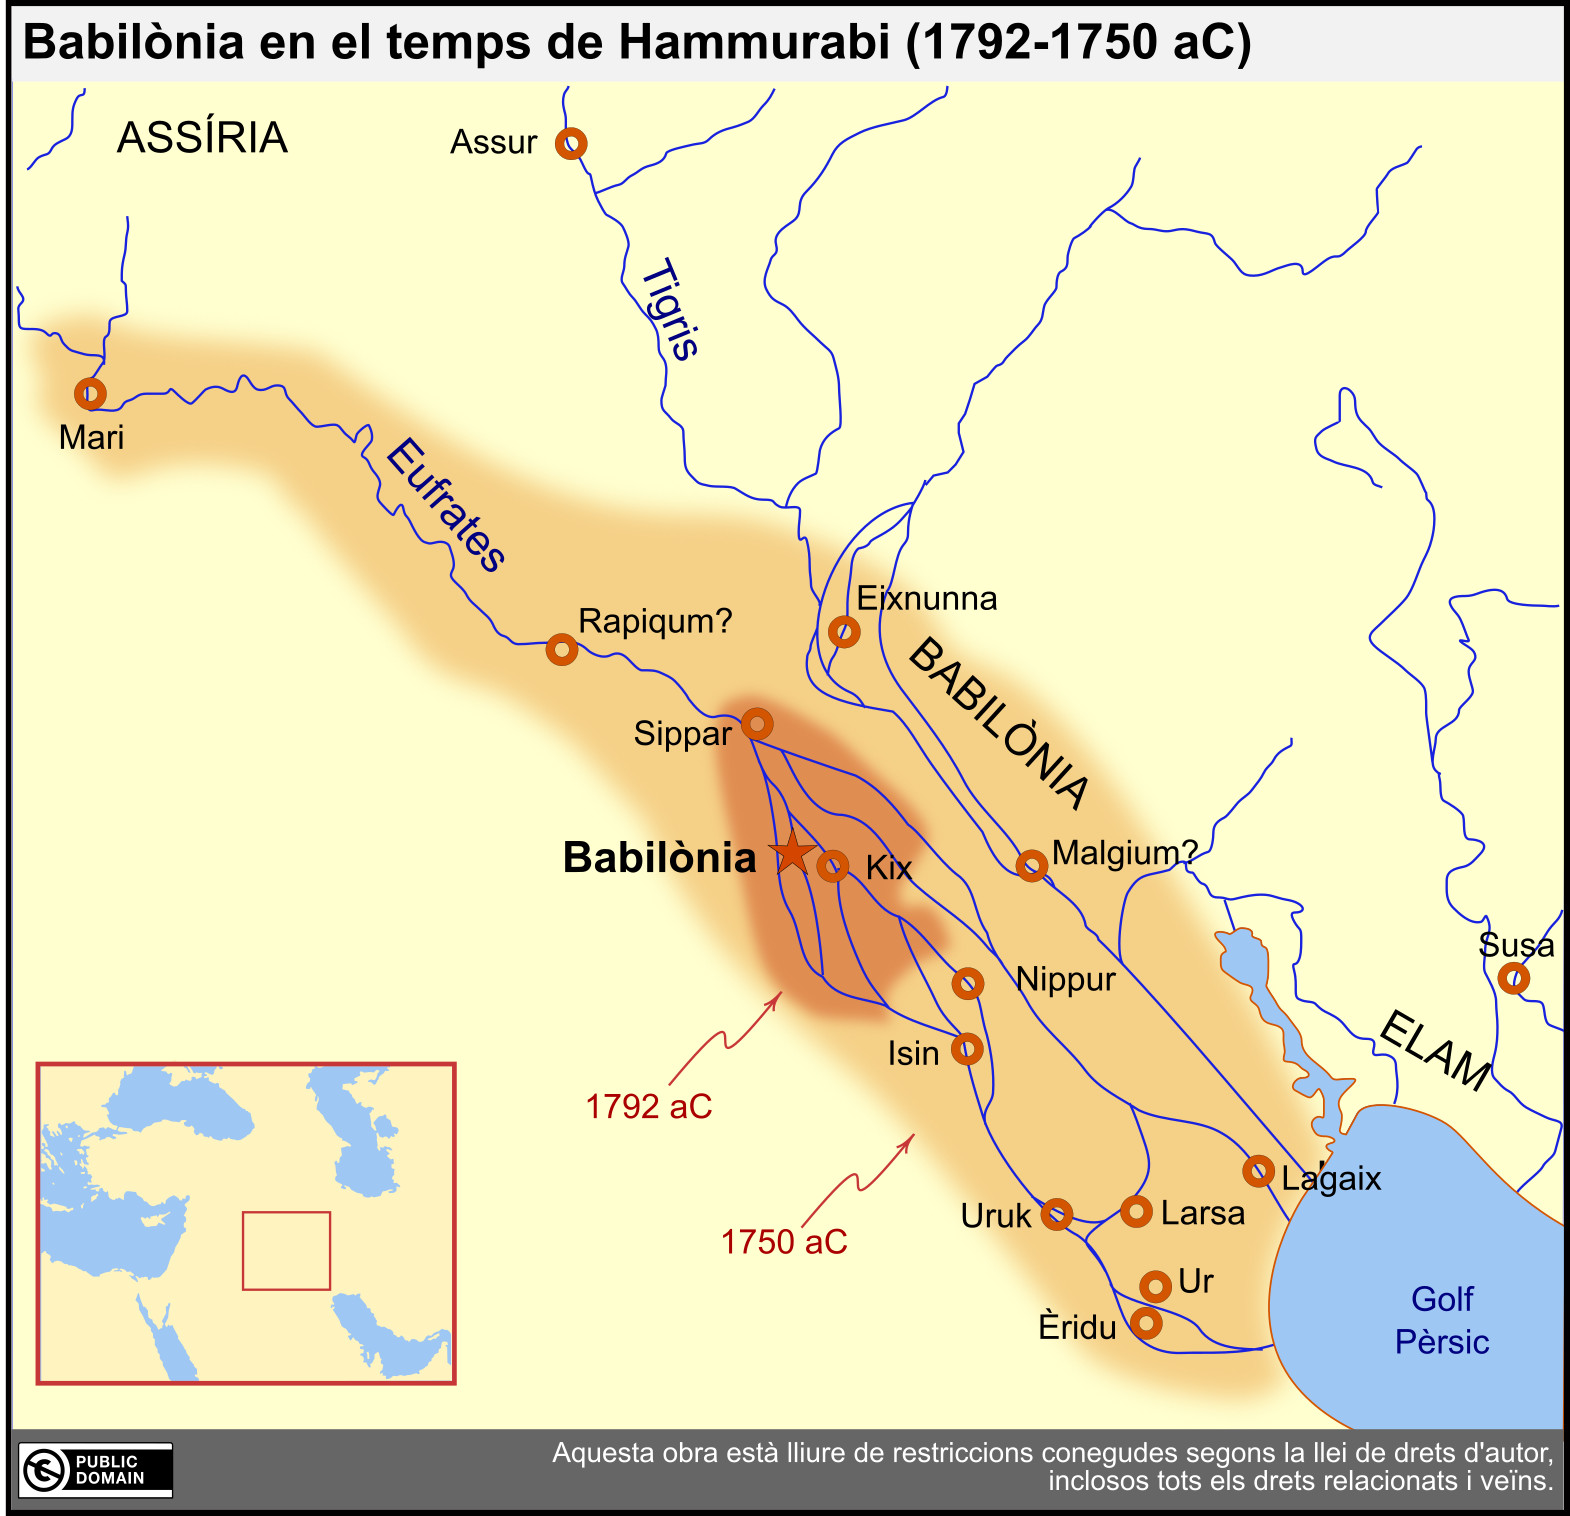 Babilònia en el temps de Hammurabi (1792-1750 aC)
ASSÍRIA
Assur
Tigris
Mari
Eufrates
Rapiqum?
Eixnunna
BABILÒNIA
Sippar
Babilònia
Kix
Malgium?
Susa
Nippur
ELAM
Isin
1792 aC
Lagaix
Uruk
Larsa
1750 aC
Ur
Èridu
Golf
Pèrsic
PUBLIC
DOMAIN
Aquesta obra està lliure de restriccions conegudes segons la llei de drets d'autor,
inclosos tots els drets relacionats i veïns.